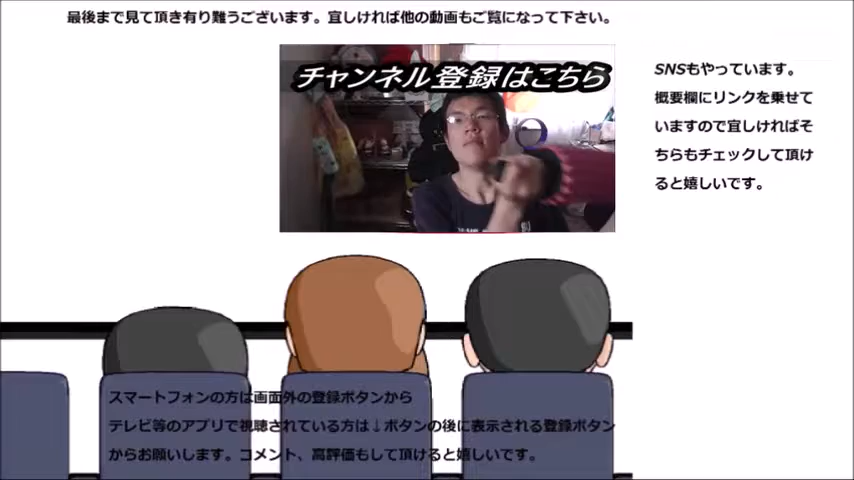 最後まで見て頂き有り難うございます。宜しければ他の動画もご覧になって下さい。
チャンネル登録はこちら
SNSもやっています。
概要欄にリンクを乗せて
いますので宜しければそ
ちらもチェックして頂け
ると嬉しいです。
スマートフォンの方は画面外の登録ボタンから
テレビ等のアプリで視聴されている方は↓ボタンの後に表示される登録ボタン
からお願いします。コメント、高評価もして頂けると嬉しいです。